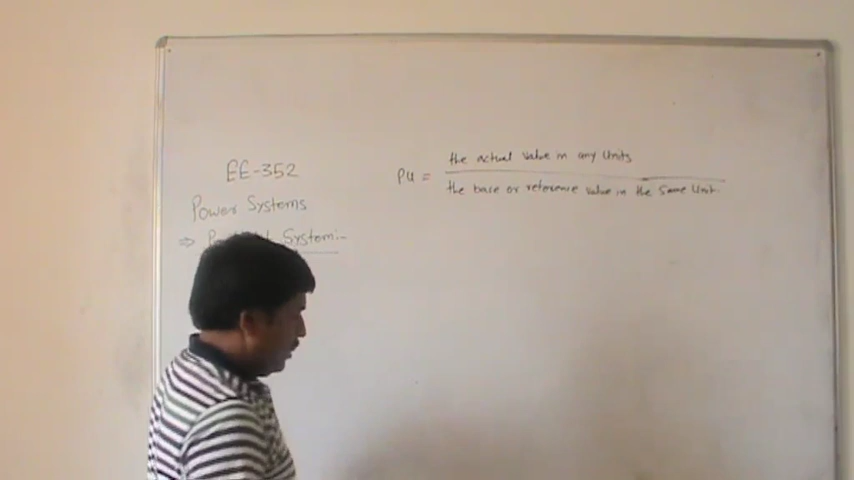 EE-352
Power Systems
⇒ System:-
PU = the actual value in any Units
the base or reference value in the Same Unit.